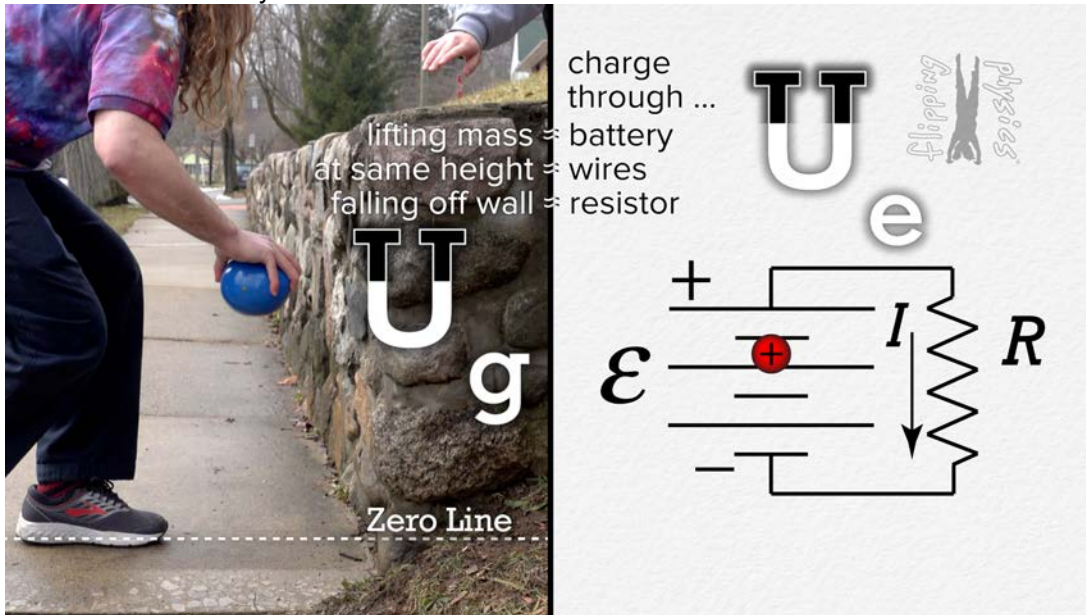 charge
through ...
lifting mass ≈ battery
at same height ≈ wires
falling off wall ≈ resistor
U
g
Zero Line
U
e
flipping
physics
+
ε
+
I
R
−